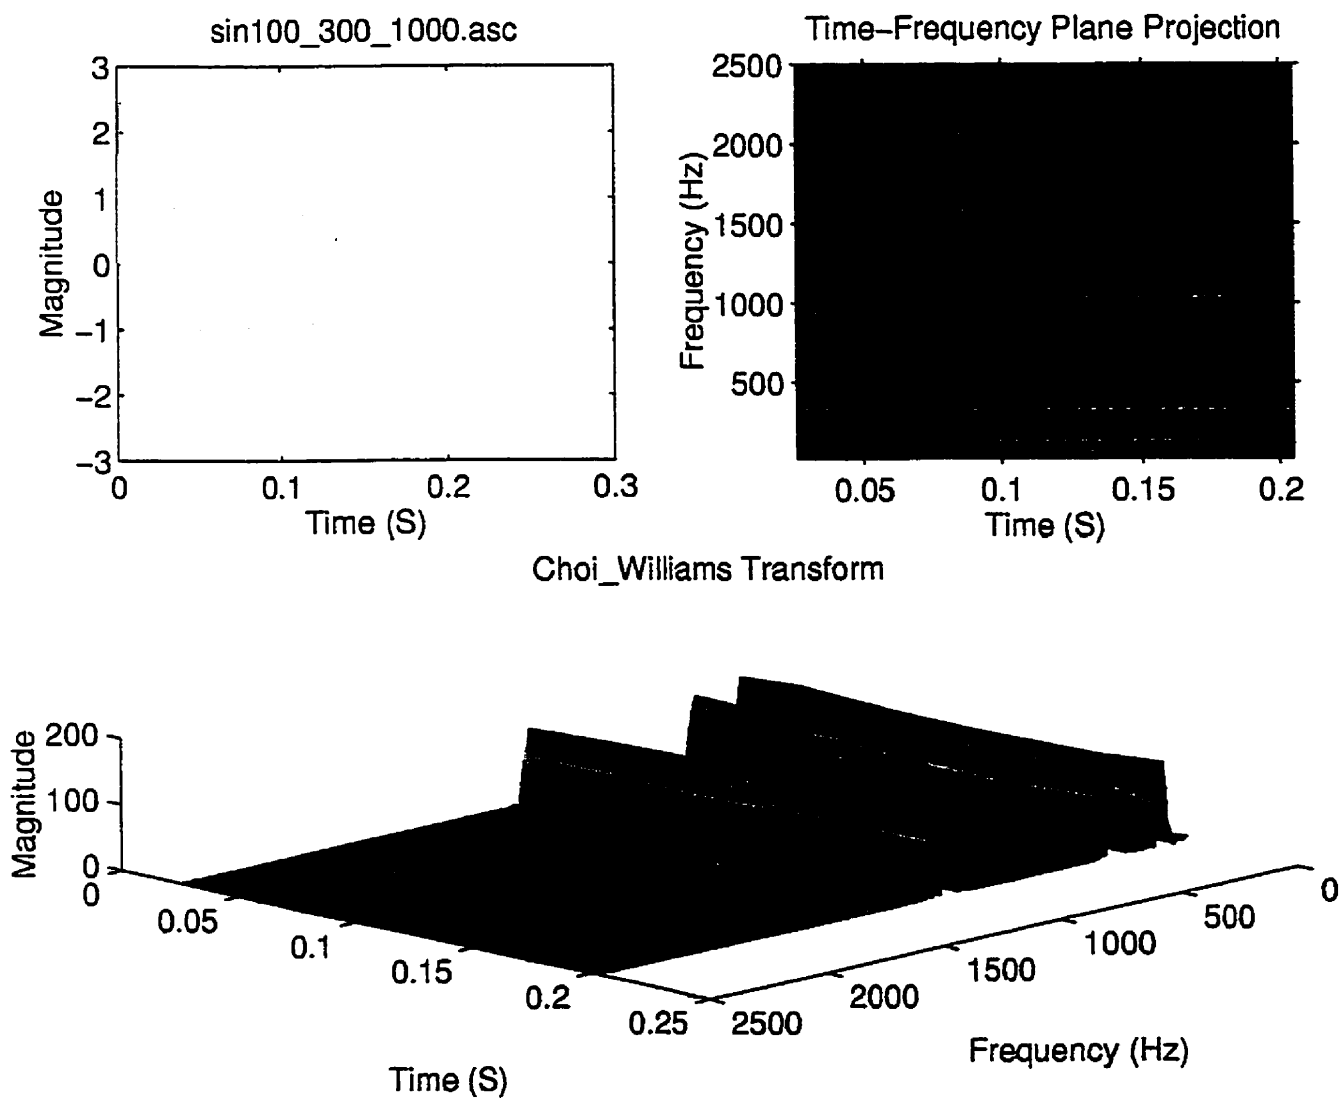 sin100_300_1000.asc
3
2
1
0
−1
−2
−3
Magnitude
0 0.1 0.2 0.3
Time (S)
Time−Frequency Plane Projection
2500
2000
1500
1000
500
Frequency (Hz)
0.05 0.1 0.15 0.2
Time (S)
Choi_Williams Transform
200
100
0
Magnitude
0 0.05 0.1 0.15 0.2 0.25
Time (S)
2500 2000 1500 1000 500 0
Frequency (Hz)